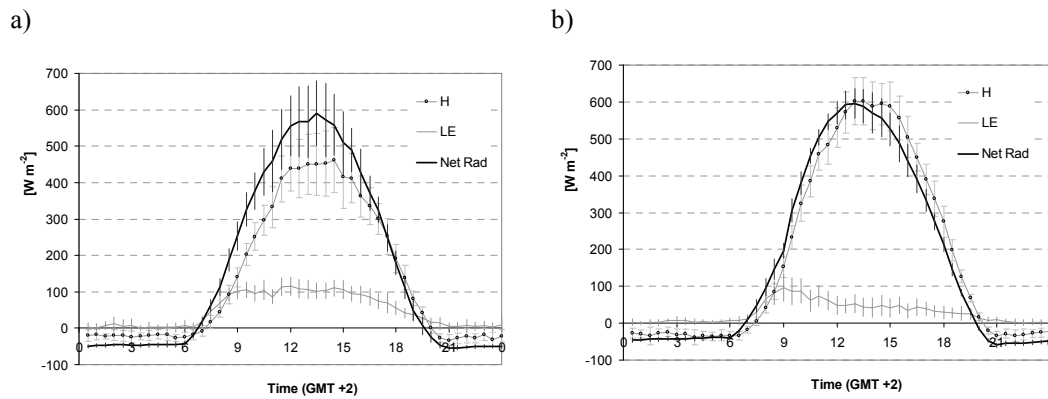 a)
700
600
500
400
300
200
100
0
-100
[W m-2]
H
LE
Net Rad
0 3 6 9 12 15 18 21 0
Time (GMT +2)
b)
700
600
500
400
300
200
100
0
-100
[W m-2]
H
LE
Net Rad
0 3 6 9 12 15 18 21
Time (GMT +2)